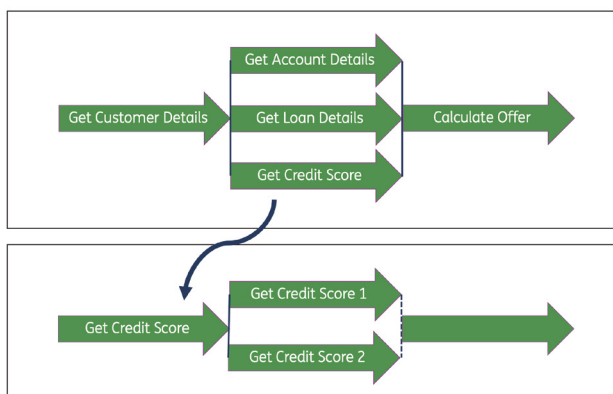 Get Account Details
Get Customer Details
Get Loan Details
Calculate Offer
Get Credit Score
Get Credit Score 1
Get Credit Score
Get Credit Score 2